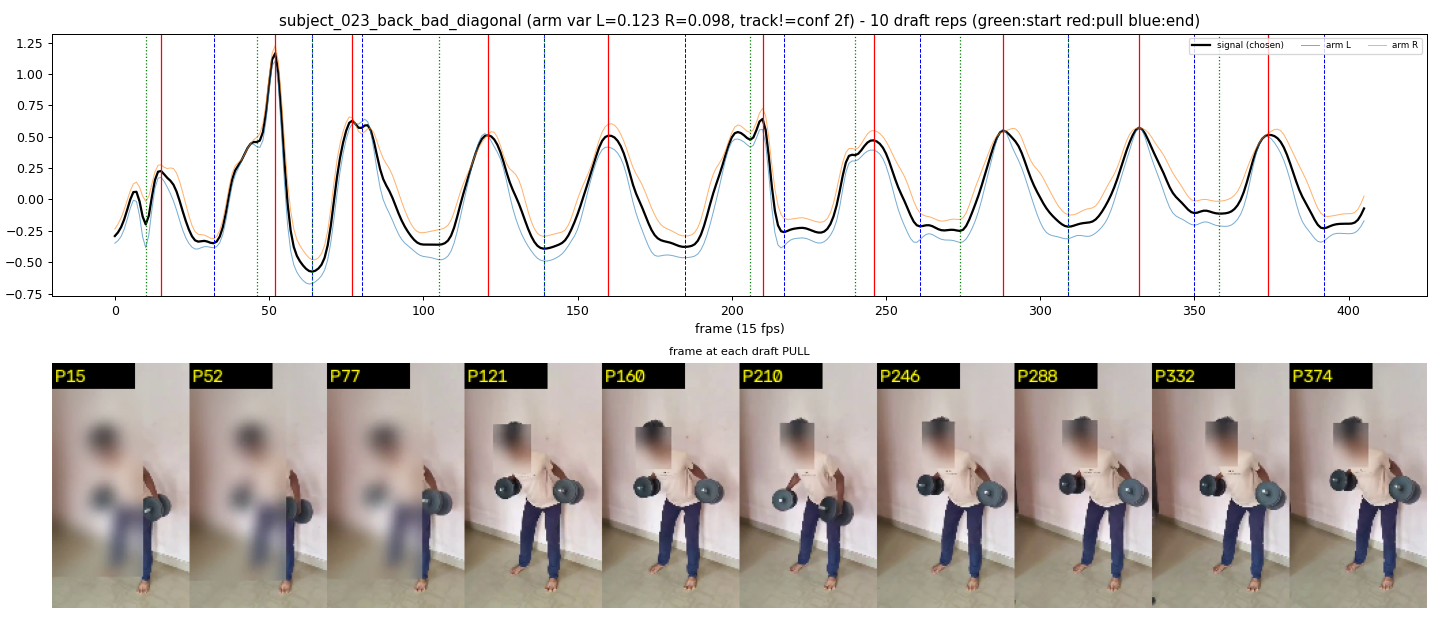 subject_023_back_bad_diagonal (arm var L=0.123 R=0.098, track!=conf 2f) - 10 draft reps (green:start red:pull blue:end)
signal (chosen) arm L arm R
1.25
1.00
0.75
0.50
0.25
0.00
−0.25
−0.50
−0.75
0 50 100 150 200 250 300 350 400
frame (15 fps)
frame at each draft PULL
P15 P52 P77 P121 P160 P210 P246 P288 P332 P374